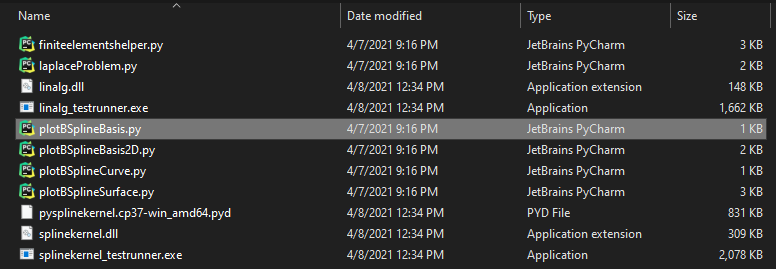 Name Date modified Type Size
finiteelementshelper.py 4/7/2021 9:16 PM JetBrains PyCharm 3 KB
laplaceProblem.py 4/7/2021 9:16 PM JetBrains PyCharm 2 KB
linalg.dll 4/8/2021 12:34 PM Application extension 148 KB
linalg_testrunner.exe 4/8/2021 12:34 PM Application 1,662 KB
plotBSplineBasis.py 4/7/2021 9:16 PM JetBrains PyCharm 1 KB
plotBSplineBasis2D.py 4/7/2021 9:16 PM JetBrains PyCharm 2 KB
plotBSplineCurve.py 4/7/2021 9:16 PM JetBrains PyCharm 1 KB
plotBSplineSurface.py 4/7/2021 9:16 PM JetBrains PyCharm 3 KB
pysplinekernel.cp37-win_amd64.pyd 4/8/2021 12:34 PM PYD File 831 KB
splinekernel.dll 4/8/2021 12:34 PM Application extension 309 KB
splinekernel_testrunner.exe 4/8/2021 12:34 PM Application 2,078 KB